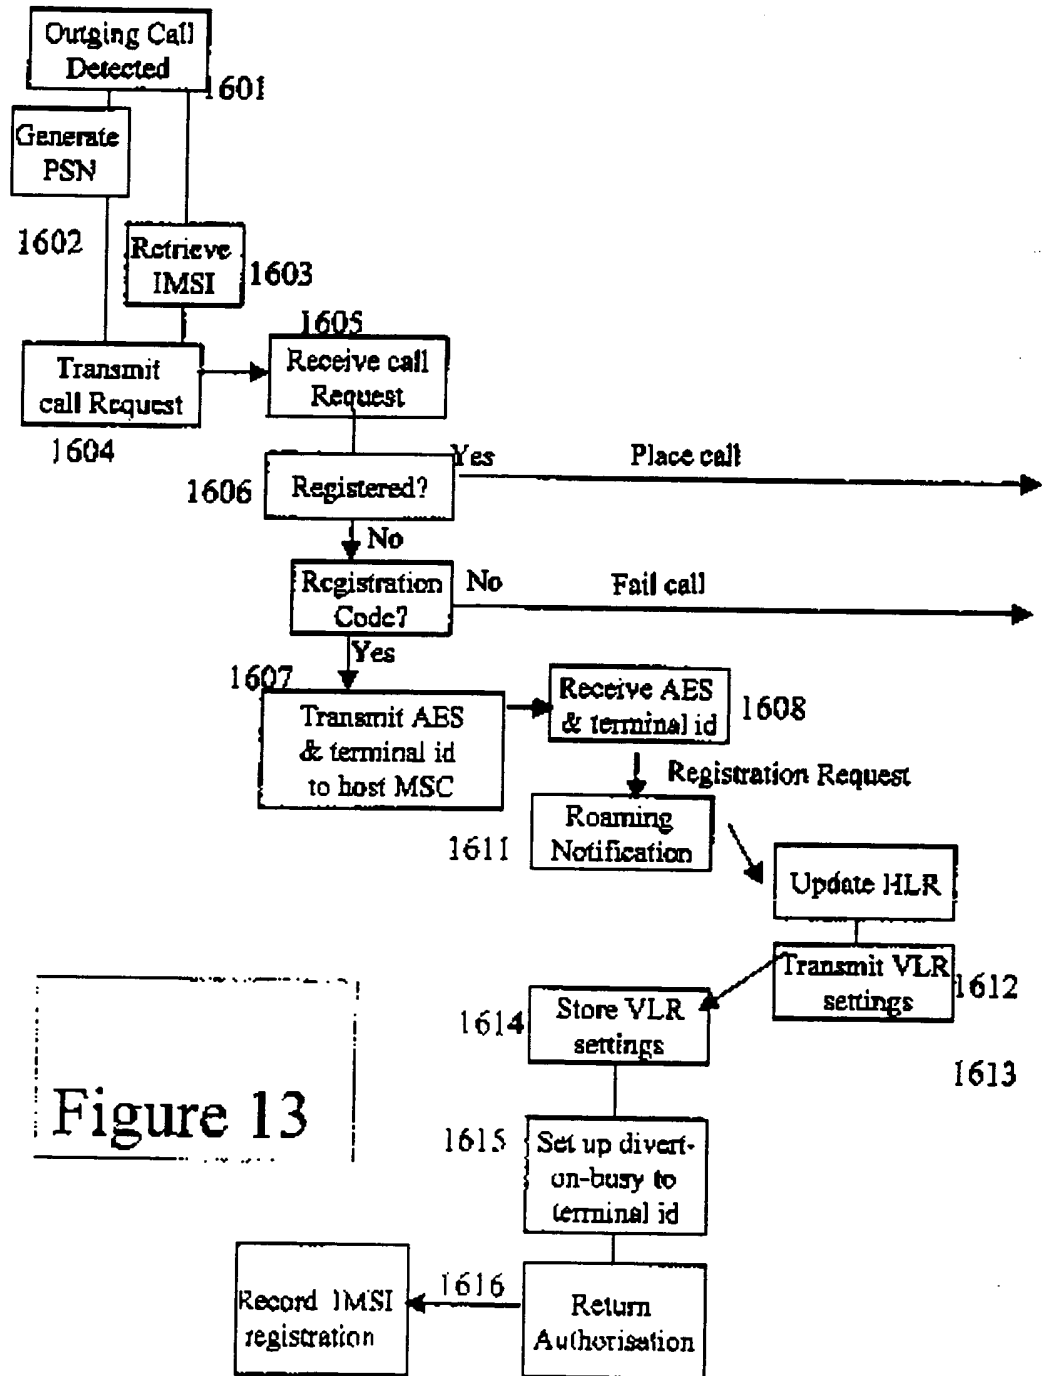 Outging Call
Detected
1601
Generate
PSN
1602
Retrieve
IMSI
1603
Transmit
call Request
1604
1605
Receive call
Request
1606
Registered?
Yes
Place call
No
Registration
Code?
No
Fail call
Yes
1607
Transmit AES
& terminal id
to host MSC
Receive AES
& terminal id
1608
Registration Request
1611
Roaming
Notification
Update HLR
Transmit VLR
settings
1612
1613
1614
Store VLR
settings
1615
Set up divert-
on-busy to
terminal id
1616
Return
Authorisation
Record IMSI
registration
Figure 13